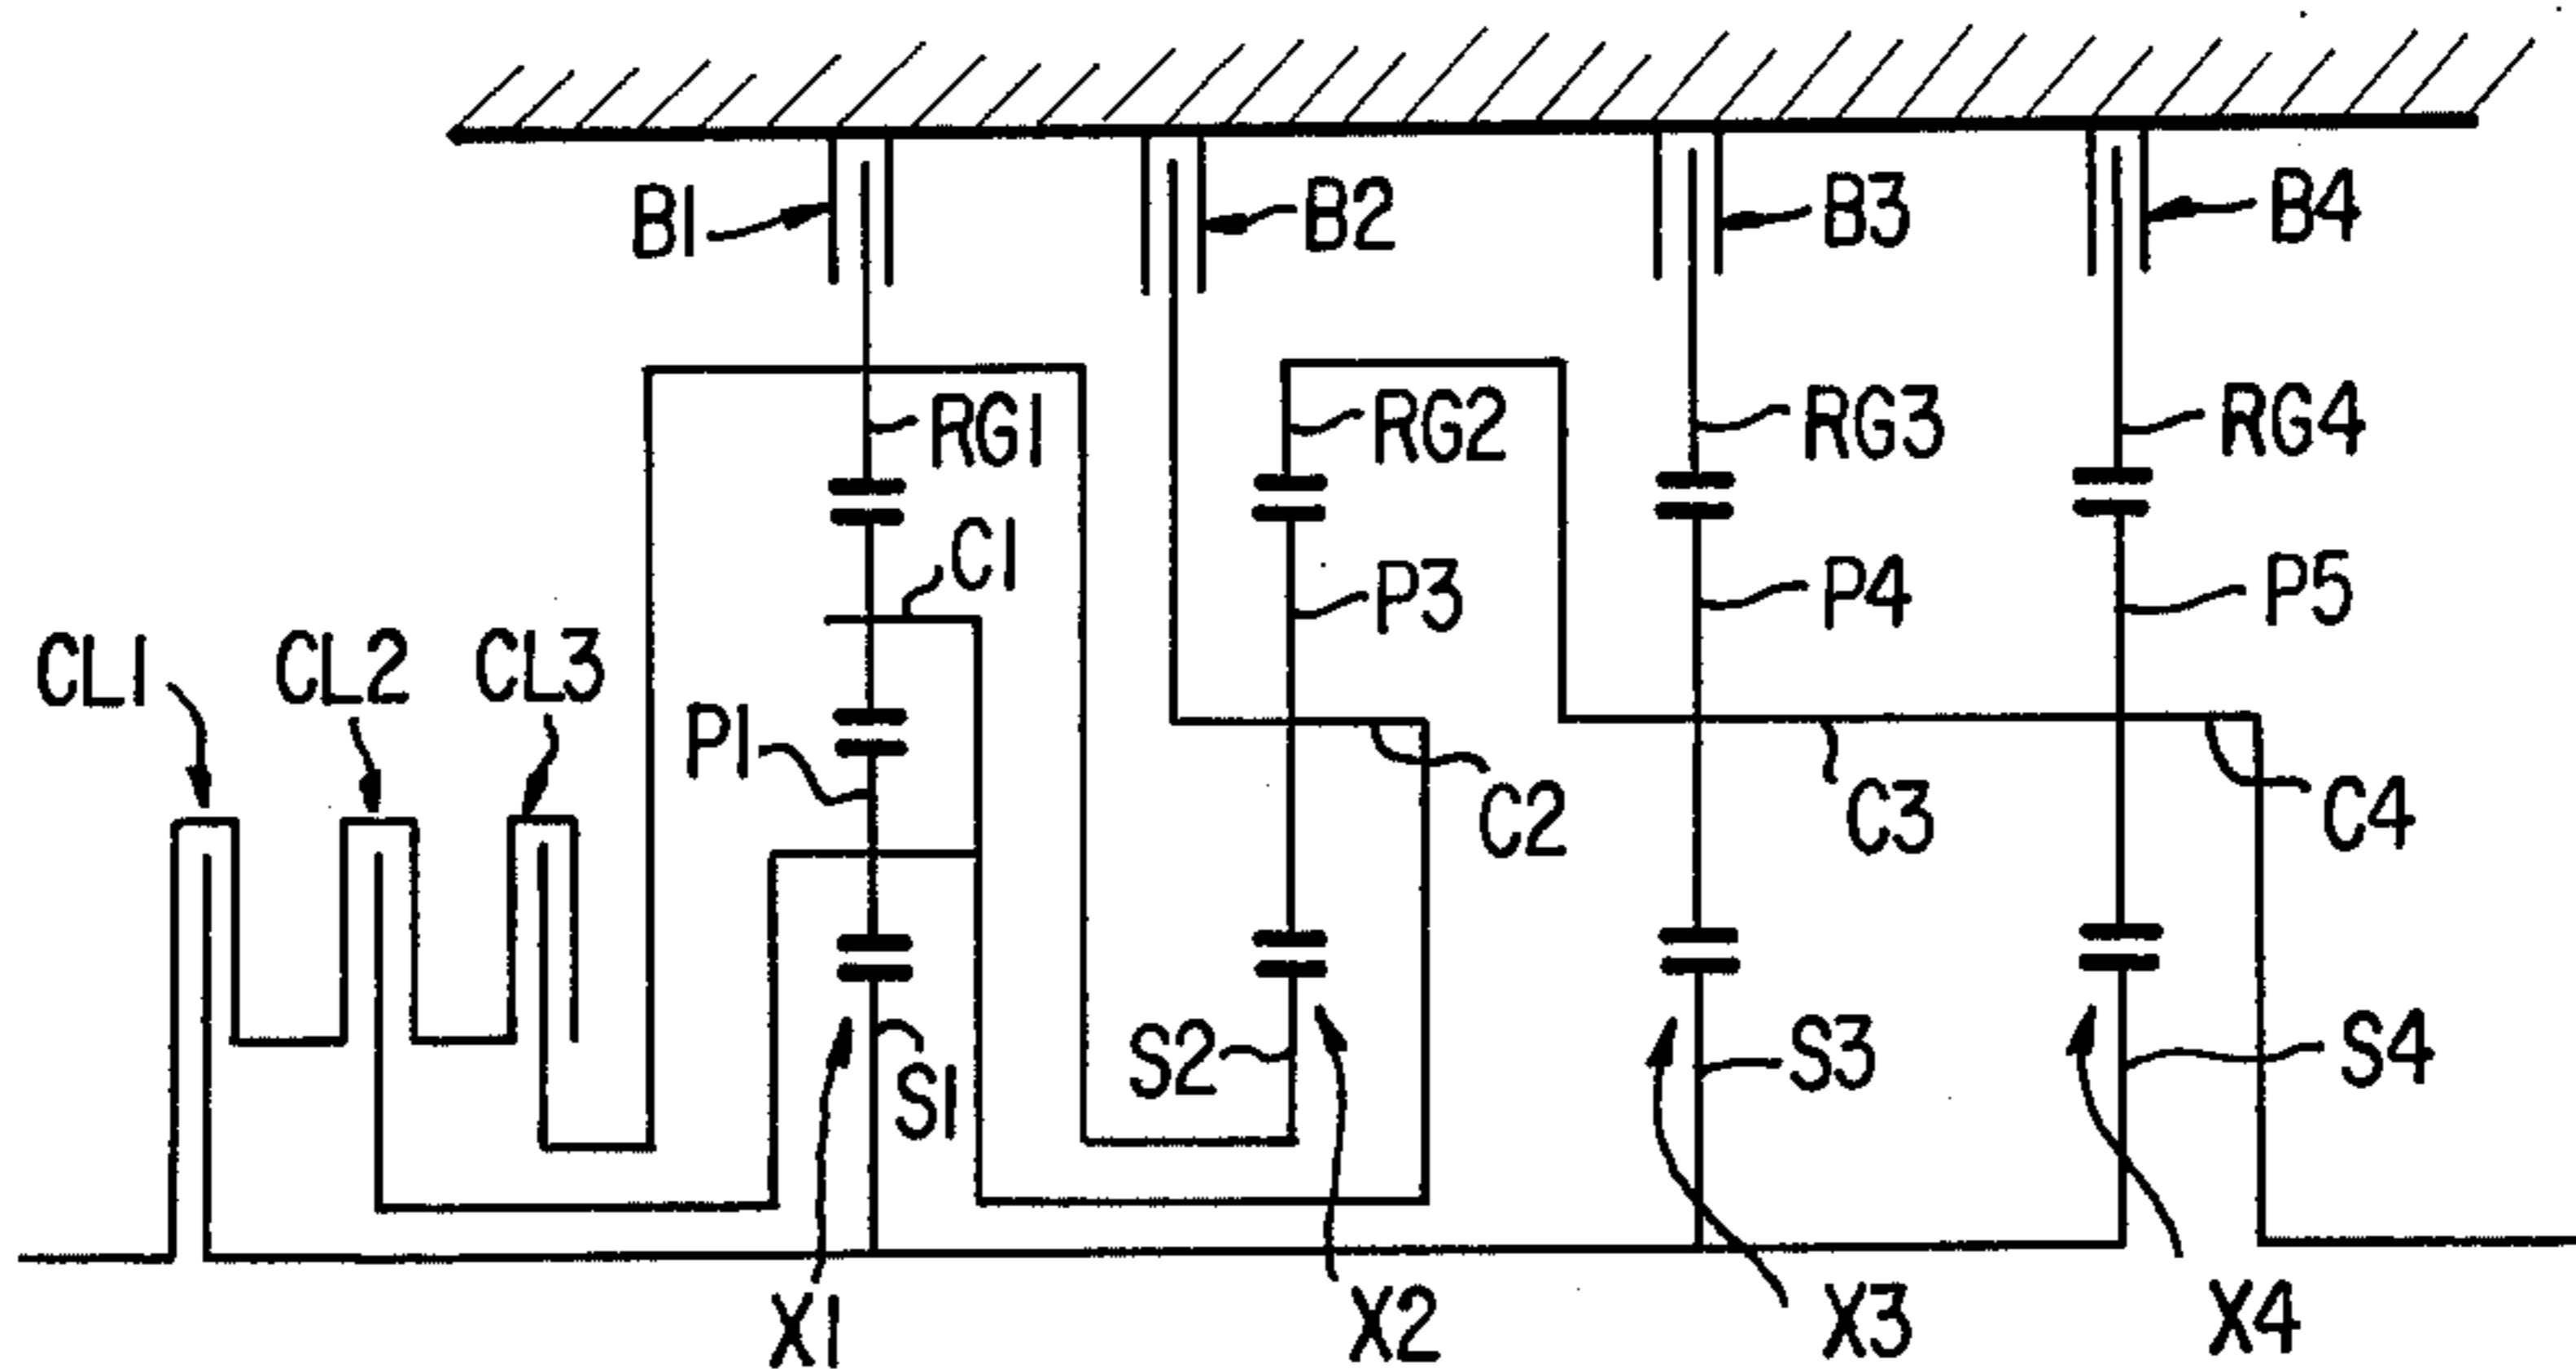 B1
B2
B3
B4
RG1
RG2
RG3
RG4
C1
P3
P4
P5
CL1
CL2
CL3
P1
C2
C3
C4
S1
S2
S3
S4
X1
X2
X3
X4